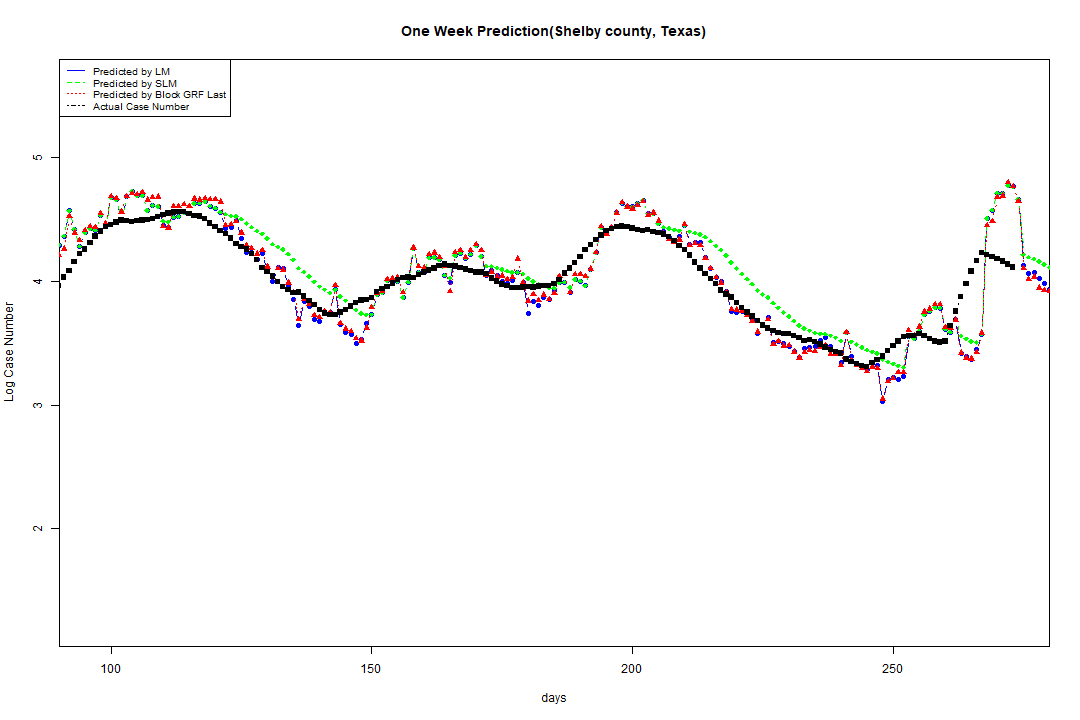 One Week Prediction(Shelby county, Texas)
Predicted by LM
Predicted by SLM
Predicted by Block GRF Last
Actual Case Number
5
4
3
2
Log Case Number
100 150 200 250
days